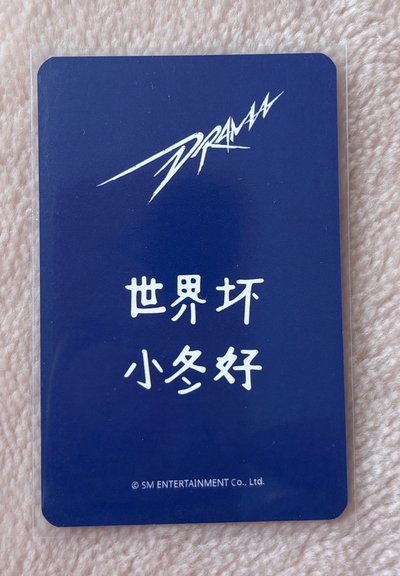 DRAMA
世界坏
小冬好
© SM ENTERTAINMENT Co., Ltd.